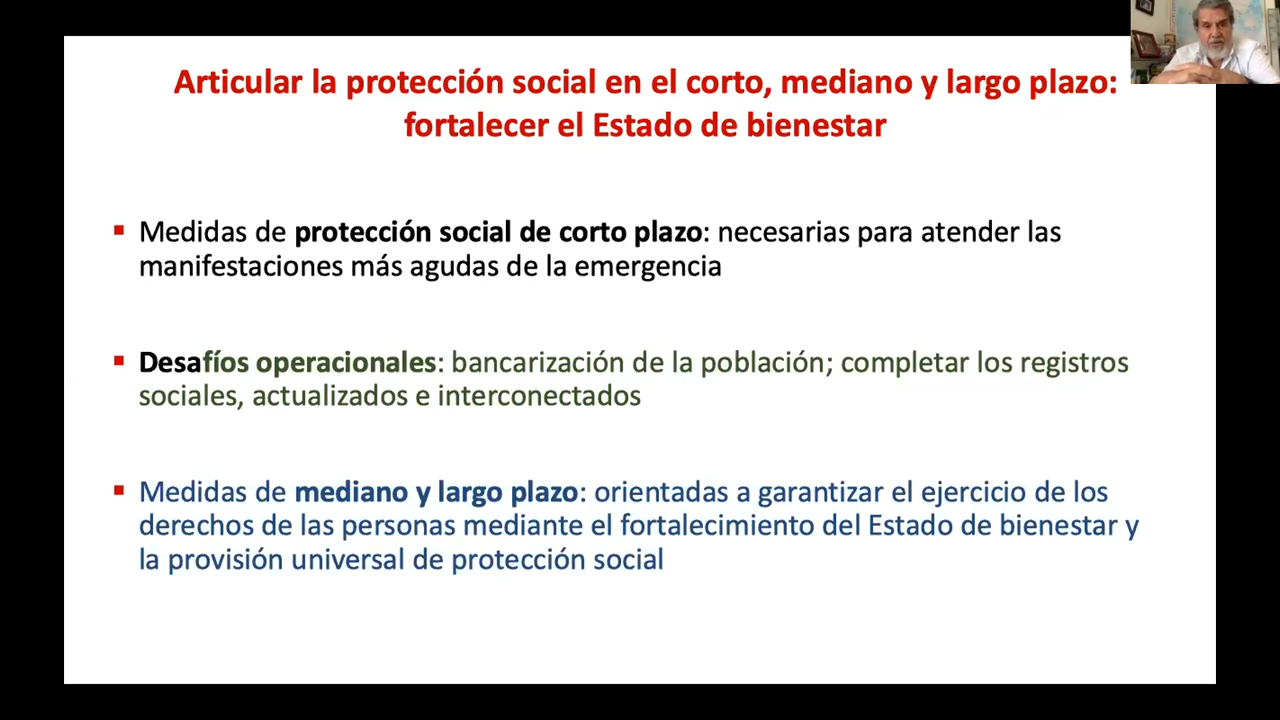 Articular la protección social en el corto, mediano y largo plazo:
fortalecer el Estado de bienestar
▪ Medidas de protección social de corto plazo: necesarias para atender las
manifestaciones más agudas de la emergencia
▪ Desafíos operacionales: bancarización de la población; completar los registros
sociales, actualizados e interconectados
▪ Medidas de mediano y largo plazo: orientadas a garantizar el ejercicio de los
derechos de las personas mediante el fortalecimiento del Estado de bienestar y
la provisión universal de protección social